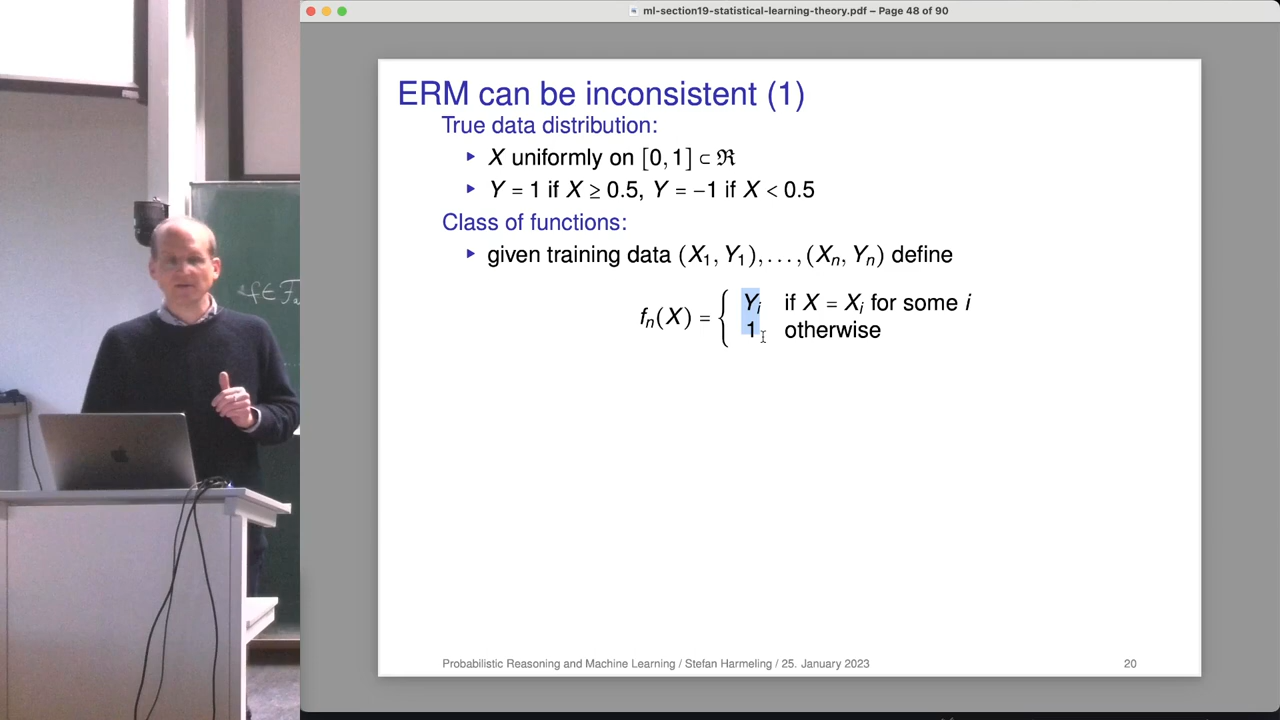 ml-section19-statistical-learning-theory.pdf – Page 48 of 90
ERM can be inconsistent (1)
True data distribution:
▸ X uniformly on [0, 1] ⊂ ℜ
▸ Y = 1 if X ≥ 0.5, Y = −1 if X < 0.5
Class of functions:
▸ given training data (X₁, Y₁), . . . , (Xₙ, Yₙ) define
fₙ(X) = { Yᵢ if X = Xᵢ for some i
1 otherwise
Probabilistic Reasoning and Machine Learning / Stefan Harmeling / 25. January 2023
20